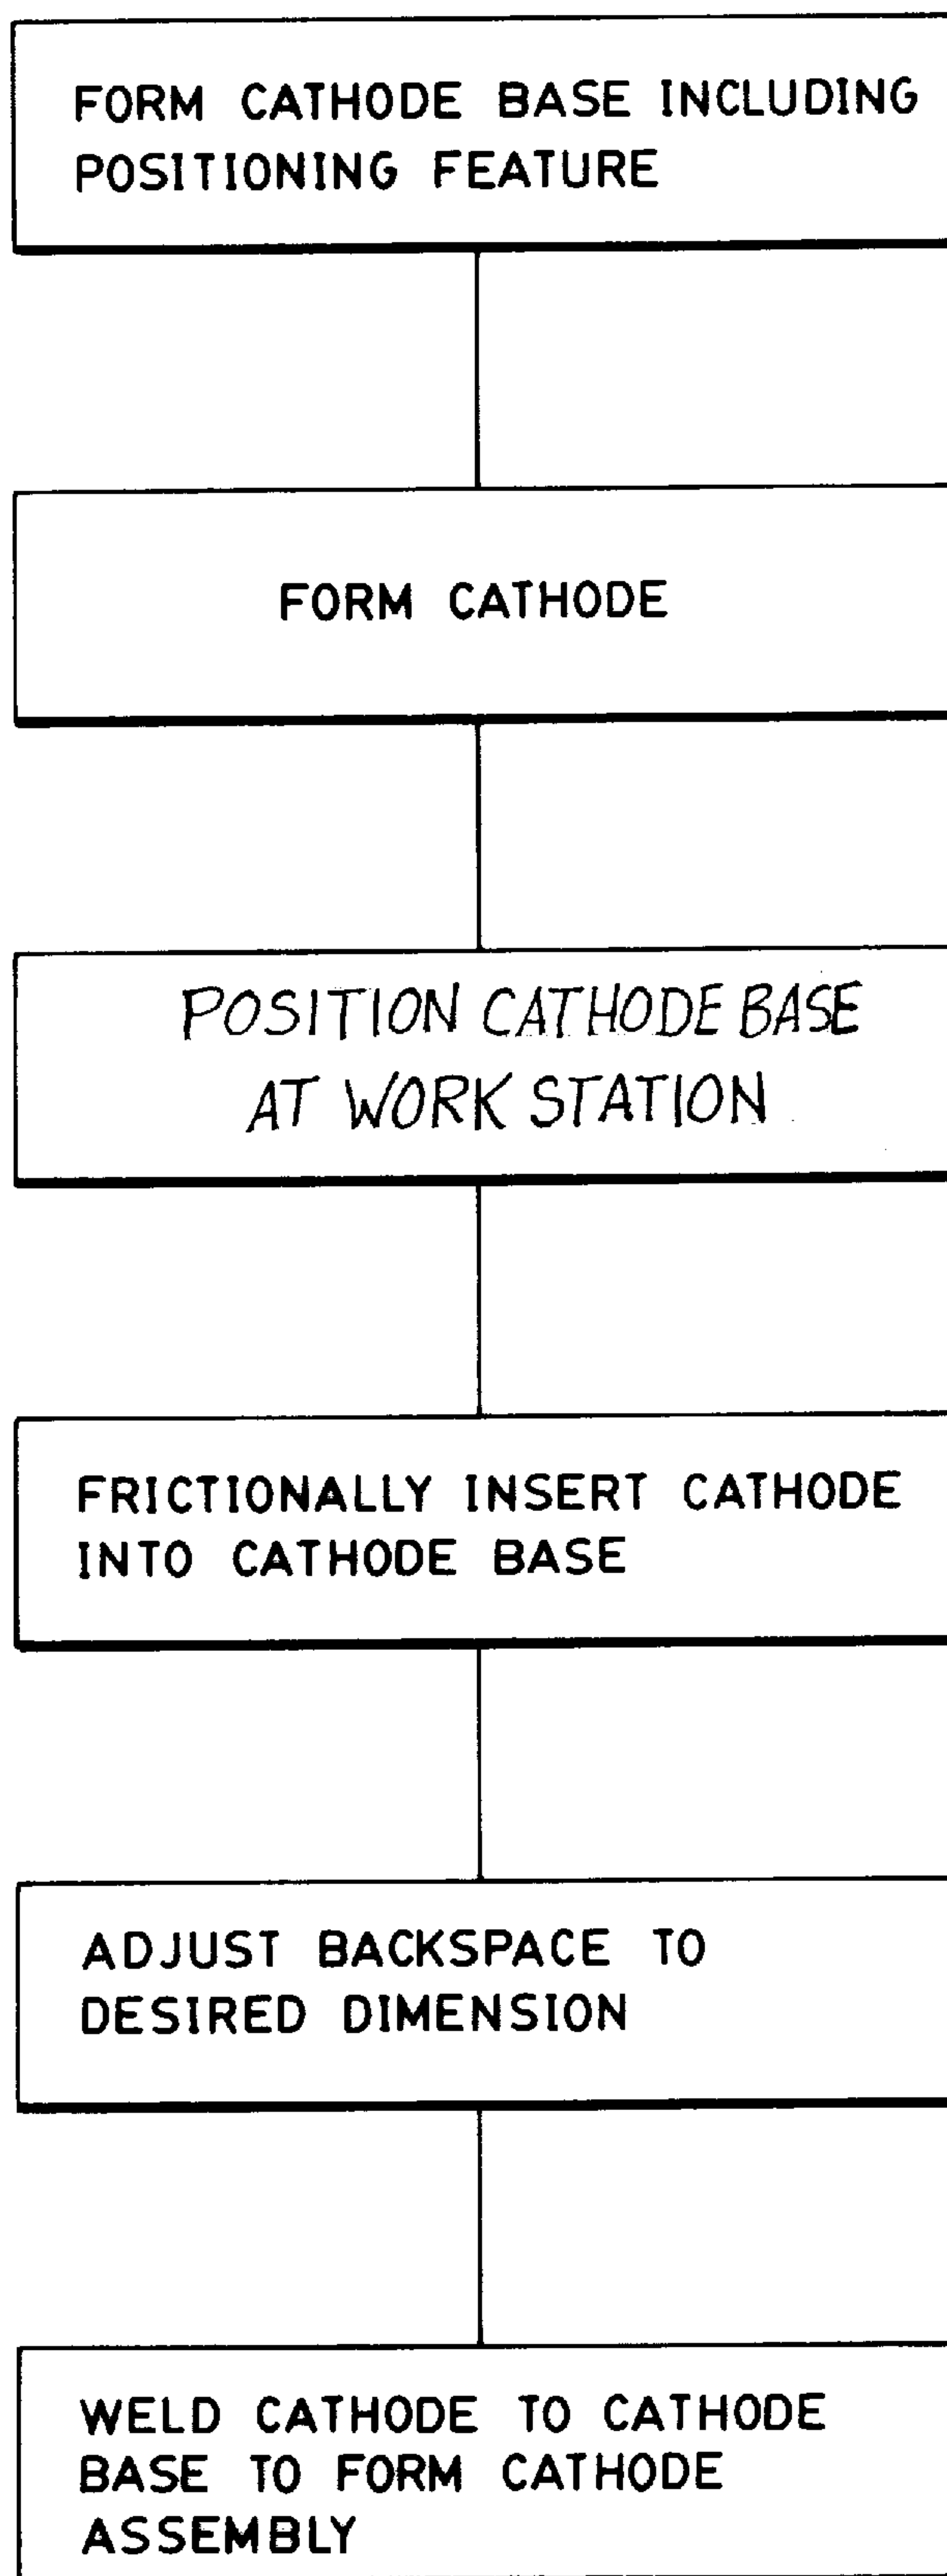 FORM CATHODE BASE INCLUDING
POSITIONING FEATURE
FORM CATHODE
POSITION CATHODE BASE
AT WORK STATION
FRICTIONALLY INSERT CATHODE
INTO CATHODE BASE
ADJUST BACKSPACE TO
DESIRED DIMENSION
WELD CATHODE TO CATHODE
BASE TO FORM CATHODE
ASSEMBLY